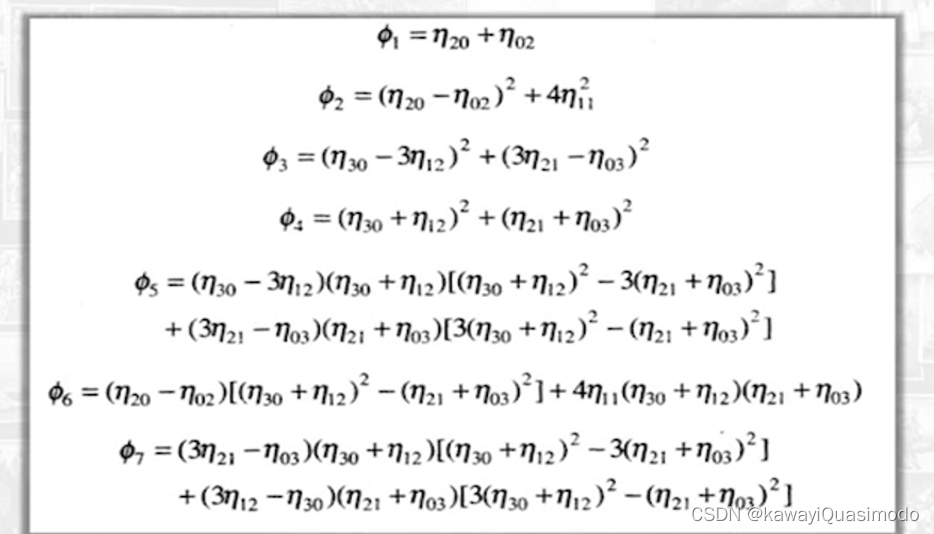 ϕ₁ = η₂₀ + η₀₂
ϕ₂ = (η₂₀ − η₀₂)² + 4η₁₁²
ϕ₃ = (η₃₀ − 3η₁₂)² + (3η₂₁ − η₀₃)²
ϕ₄ = (η₃₀ + η₁₂)² + (η₂₁ + η₀₃)²
ϕ₅ = (η₃₀ − 3η₁₂)(η₃₀ + η₁₂)[(η₃₀ + η₁₂)² − 3(η₂₁ + η₀₃)²]
+ (3η₂₁ − η₀₃)(η₂₁ + η₀₃)[3(η₃₀ + η₁₂)² − (η₂₁ + η₀₃)²]
ϕ₆ = (η₂₀ − η₀₂)[(η₃₀ + η₁₂)² − (η₂₁ + η₀₃)²] + 4η₁₁(η₃₀ + η₁₂)(η₂₁ + η₀₃)
ϕ₇ = (3η₂₁ − η₀₃)(η₃₀ + η₁₂)[(η₃₀ + η₁₂)² − 3(η₂₁ + η₀₃)²]
+ (3η₁₂ − η₃₀)(η₂₁ + η₀₃)[3(η₃₀ + η₁₂)² − (η₂₁ + η₀₃)²]
CSDN @kawayiQuasimodo